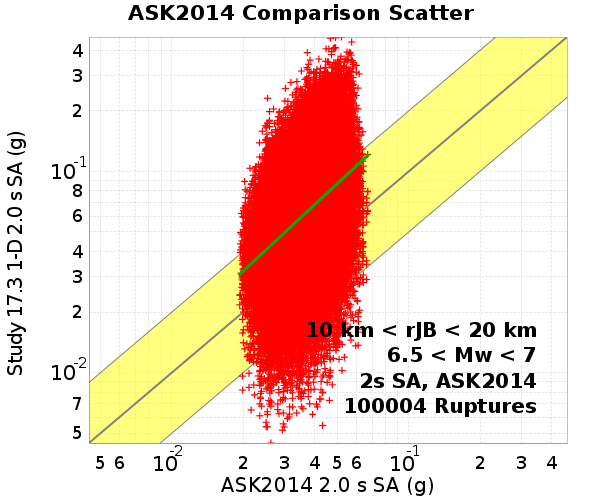 ASK2014 Comparison Scatter
Study 17.3 1-D 2.0 s SA (g)
4
3
2
10^-1
8
6
4
3
2
10^-2
7
5
10 km < rJB < 20 km
6.5 < Mw < 7
2s SA, ASK2014
100004 Ruptures
5 6 10^-2 2 3 4 5 6 10^-1 2 3 4
ASK2014 2.0 s SA (g)